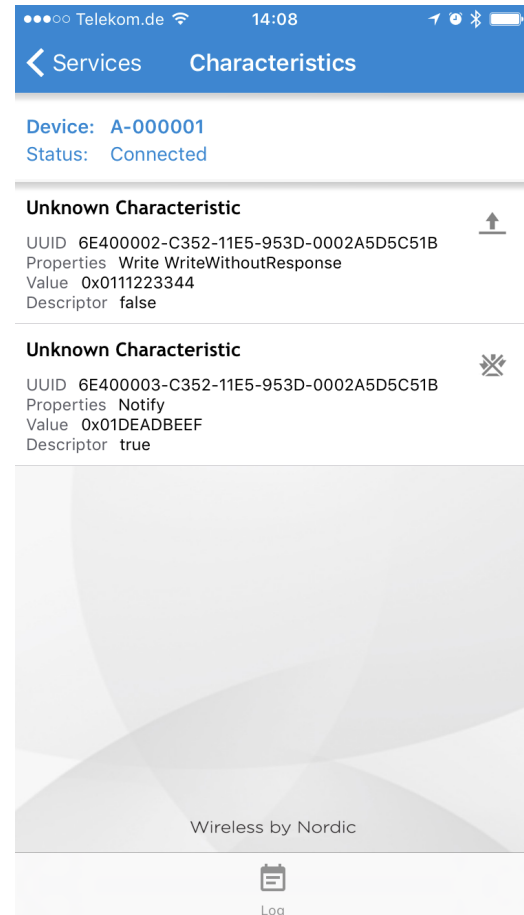 Telekom.de 14:08
Services Characteristics
Device: A-000001
Status: Connected
Unknown Characteristic
UUID 6E400002-C352-11E5-953D-0002A5D5C51B
Properties Write WriteWithoutResponse
Value 0x0111223344
Descriptor false
Unknown Characteristic
UUID 6E400003-C352-11E5-953D-0002A5D5C51B
Properties Notify
Value 0x01DEADBEEF
Descriptor true
Wireless by Nordic
Log